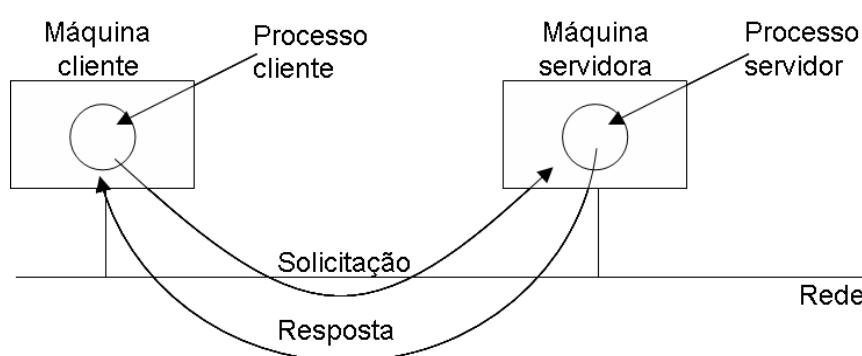 Máquina
cliente
Processo
cliente
Máquina
servidora
Processo
servidor
Solicitação
Rede
Resposta